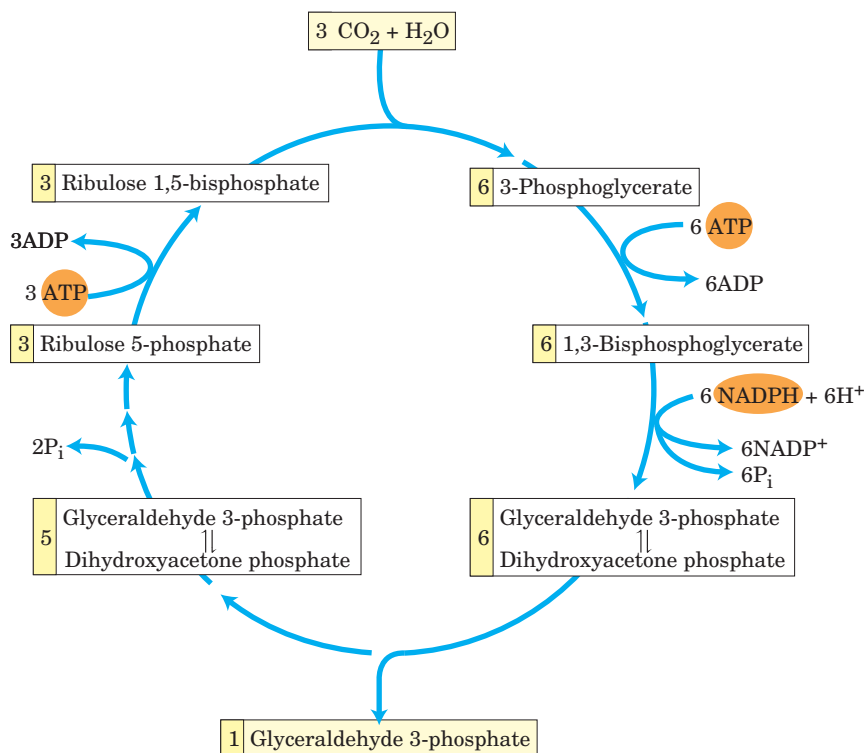 3 CO₂ + H₂O
3 Ribulose 1,5-bisphosphate
6 3-Phosphoglycerate
3ADP
3 ATP
6 ATP
6ADP
3 Ribulose 5-phosphate
6 1,3-Bisphosphoglycerate
6 NADPH + 6H⁺
6NADP⁺
6Pᵢ
2Pᵢ
5 Glyceraldehyde 3-phosphate
⥮
Dihydroxyacetone phosphate
6 Glyceraldehyde 3-phosphate
⥮
Dihydroxyacetone phosphate
1 Glyceraldehyde 3-phosphate